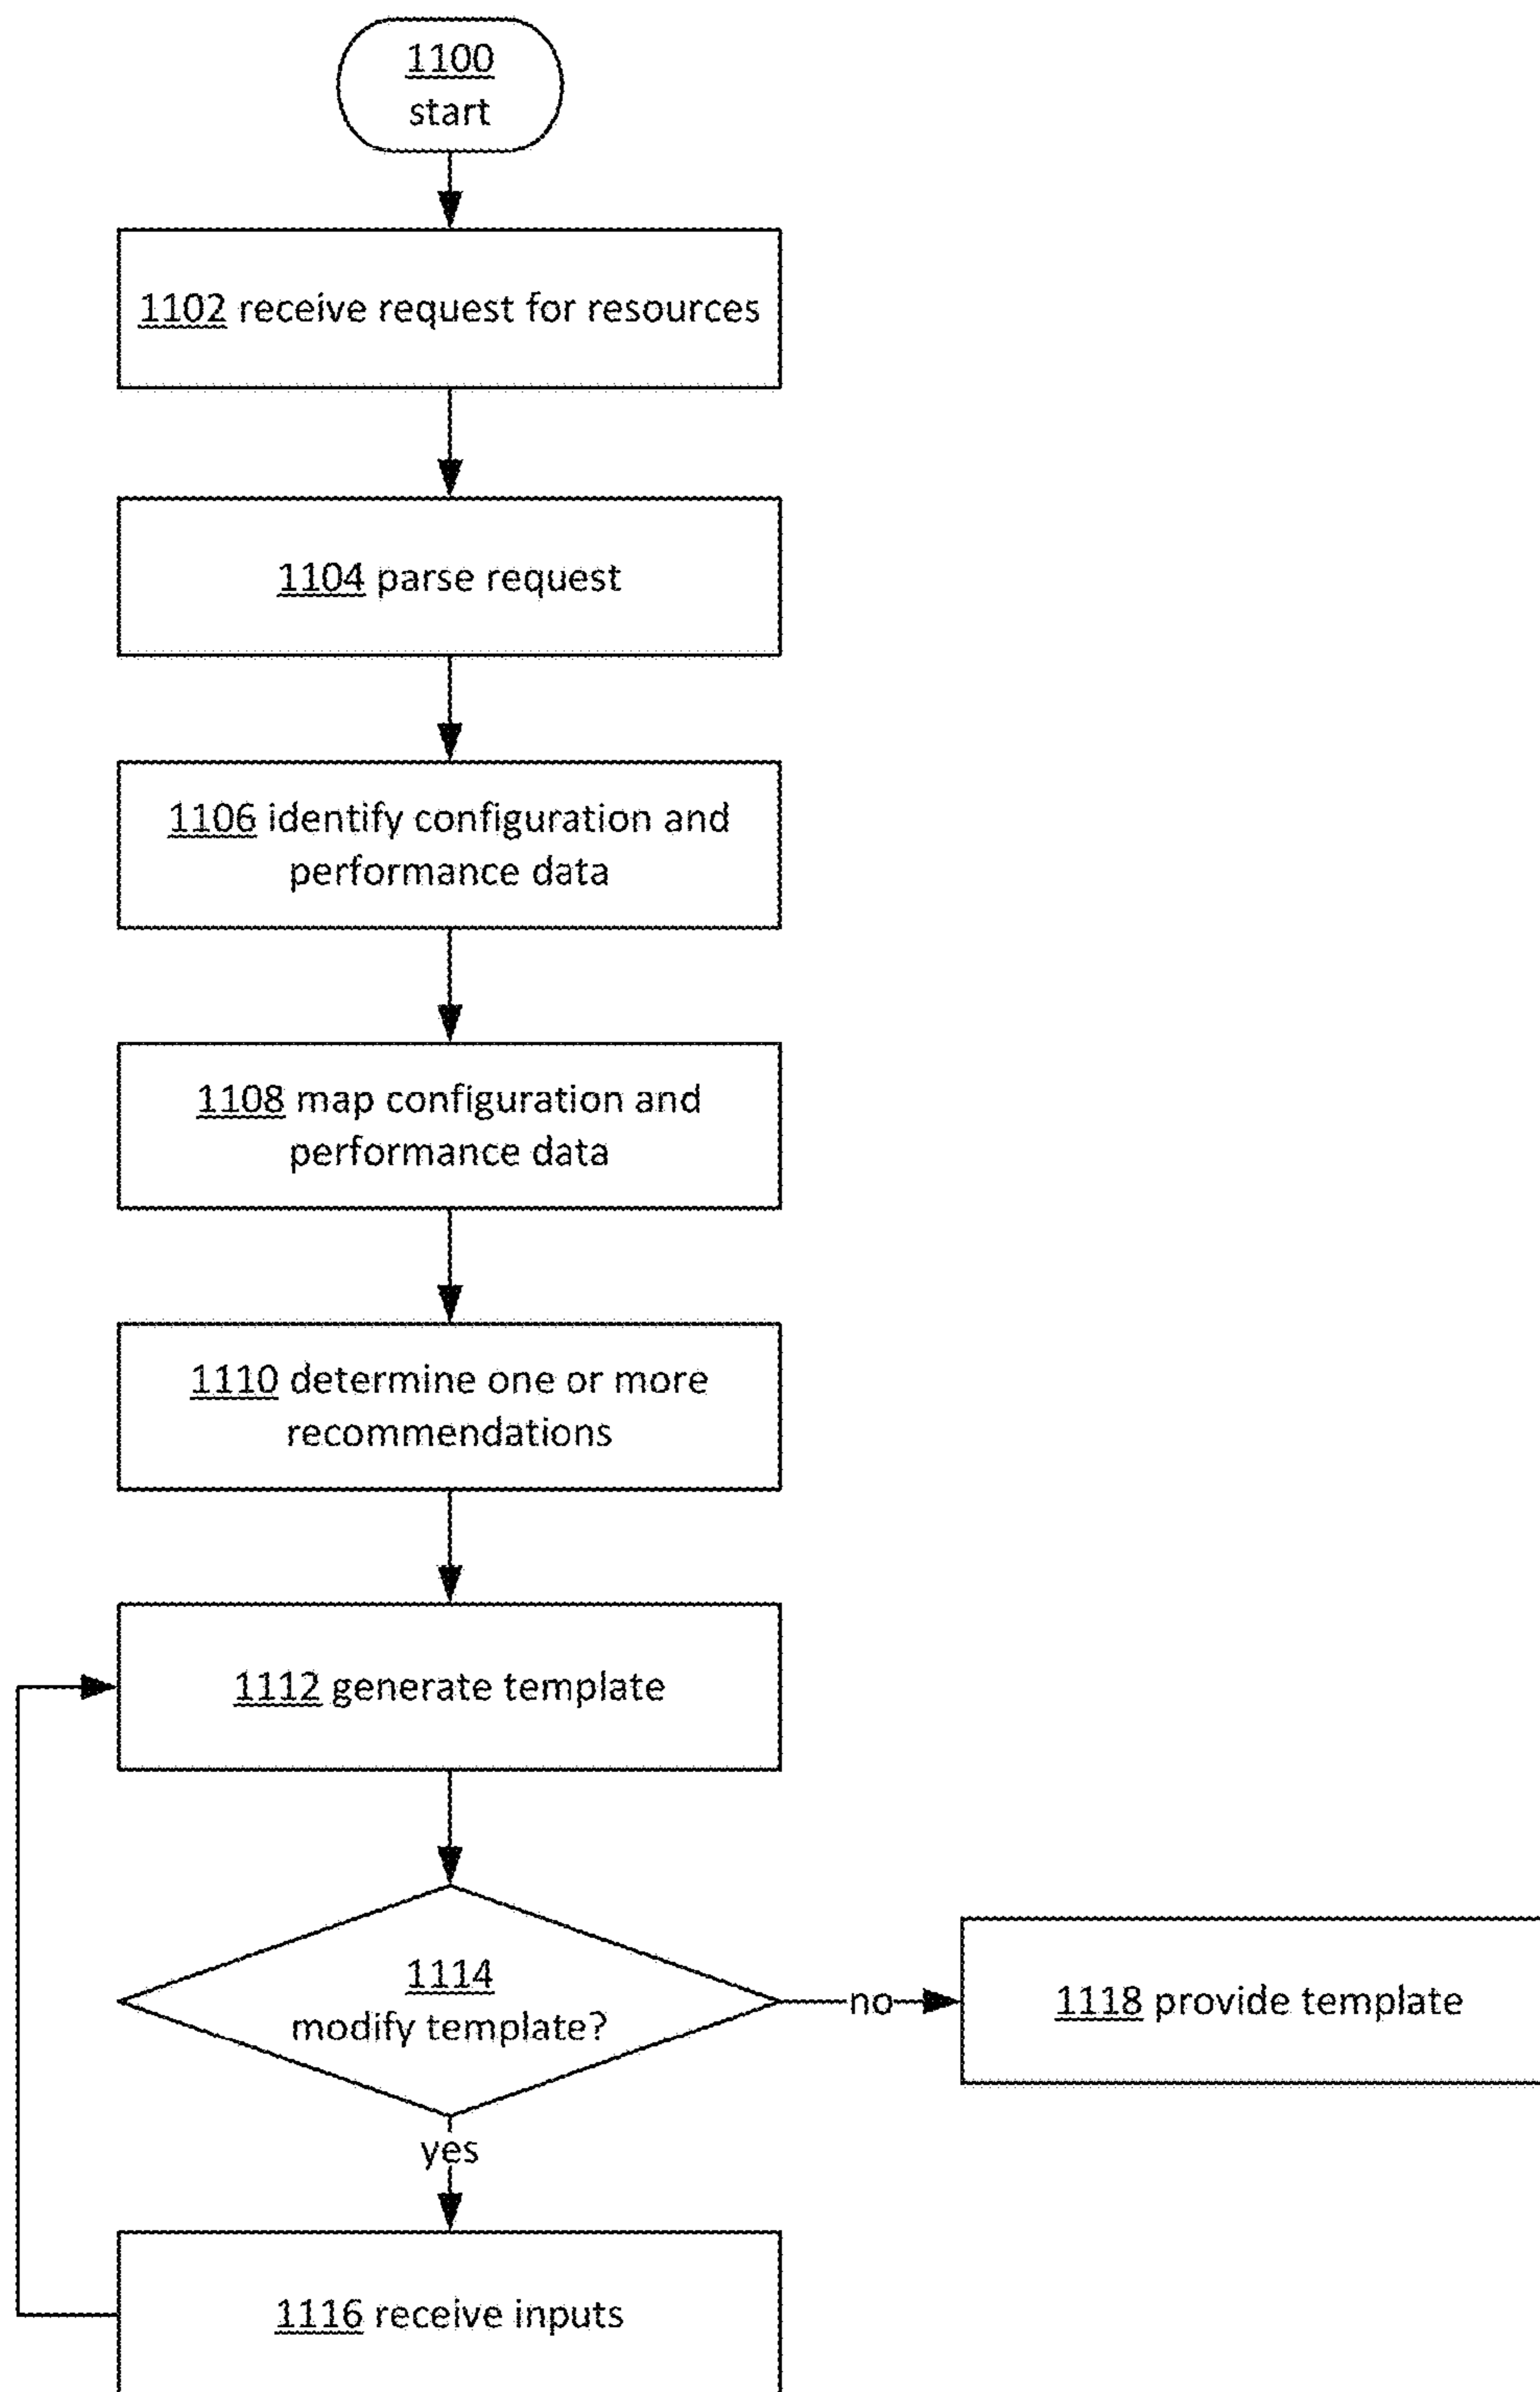 1100
start
1102 receive request for resources
1104 parse request
1106 identify configuration and
performance data
1108 map configuration and
performance data
1110 determine one or more
recommendations
1112 generate template
1114
modify template?
no
1118 provide template
yes
1116 receive inputs